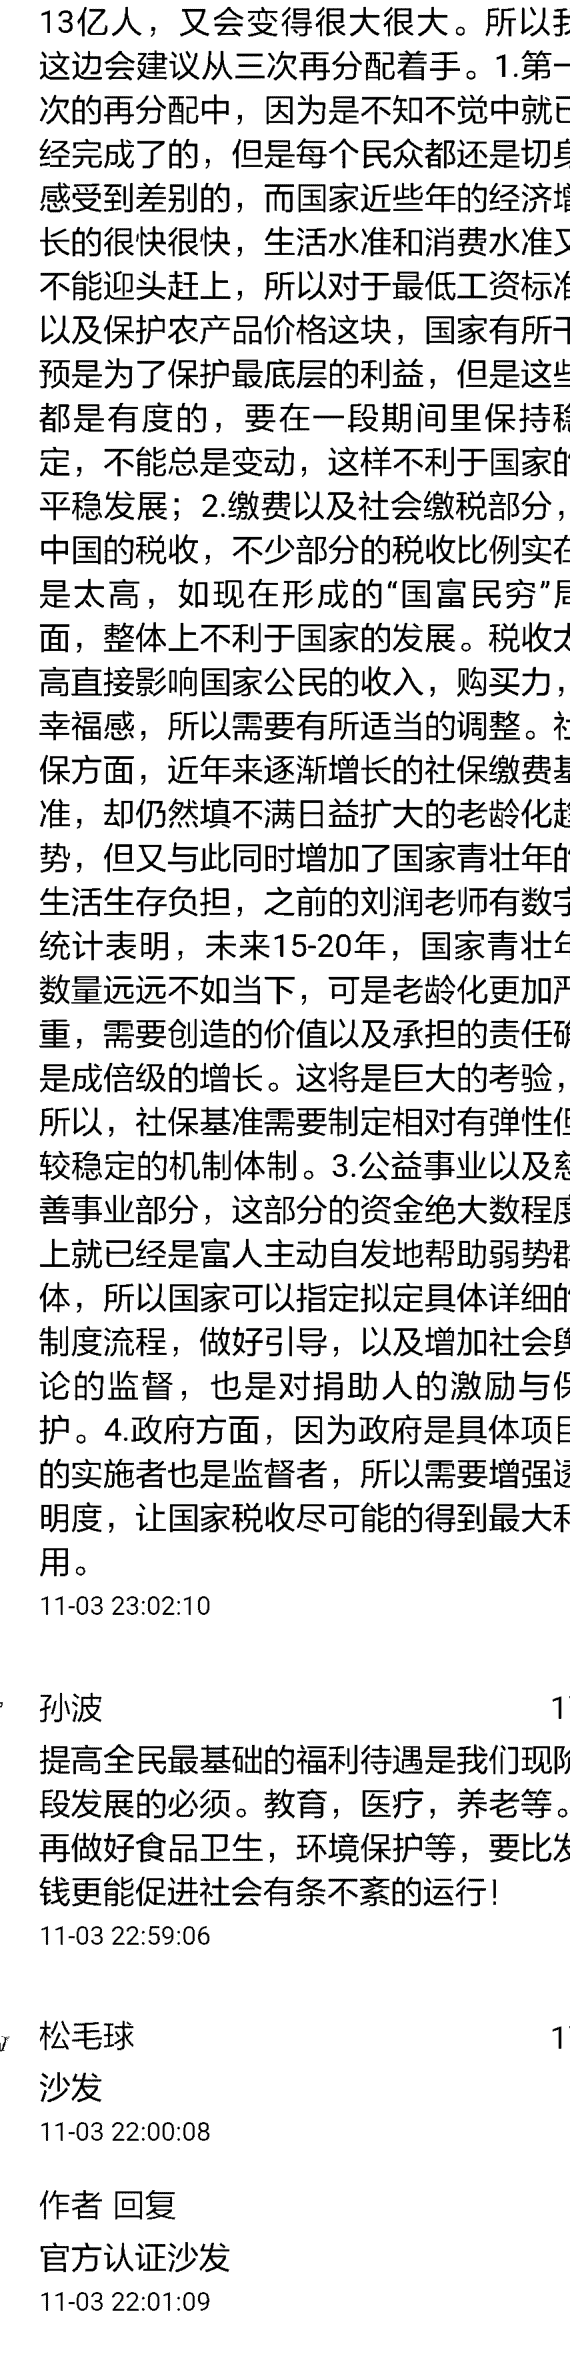 13亿人，又会变得很大很大。所以我
这边会建议从三次再分配着手。1.第一
次的再分配中，因为是不知不觉中就已
经完成了的，但是每个民众都还是切身
感受到差别的，而国家近些年的经济增
长的很快很快，生活水准和消费水准又
不能迎头赶上，所以对于最低工资标准
以及保护农产品价格这块，国家有所干
预是为了保护最底层的利益，但是这些
都是有度的，要在一段期间里保持稳
定，不能总是变动，这样不利于国家的
平稳发展；2.缴费以及社会缴税部分，
中国的税收，不少部分的税收比例实在
是太高，如现在形成的“国富民穷”局
面，整体上不利于国家的发展。税收太
高直接影响国家公民的收入，购买力，
幸福感，所以需要有所适当的调整。社
保方面，近年来逐渐增长的社保缴费基
准，却仍然填不满日益扩大的老龄化趋
势，但又与此同时增加了国家青壮年的
生活生存负担，之前的刘润老师有数字
统计表明，未来15-20年，国家青壮年
数量远远不如当下，可是老龄化更加严
重，需要创造的价值以及承担的责任确
是成倍级的增长。这将是巨大的考验，
所以，社保基准需要制定相对有弹性但
较稳定的机制体制。3.公益事业以及慈
善事业部分，这部分的资金绝大数程度
上就已经是富人主动自发地帮助弱势群
体，所以国家可以指定拟定具体详细的
制度流程，做好引导，以及增加社会舆
论的监督，也是对捐助人的激励与保
护。4.政府方面，因为政府是具体项目
的实施者也是监督者，所以需要增强透
明度，让国家税收尽可能的得到最大利
用。
11-03 23:02:10
孙波
提高全民最基础的福利待遇是我们现阶
段发展的必须。教育，医疗，养老等。
再做好食品卫生，环境保护等，要比发
钱更能促进社会有条不紊的运行！
11-03 22:59:06
松毛球
沙发
11-03 22:00:08
作者 回复
官方认证沙发
11-03 22:01:09